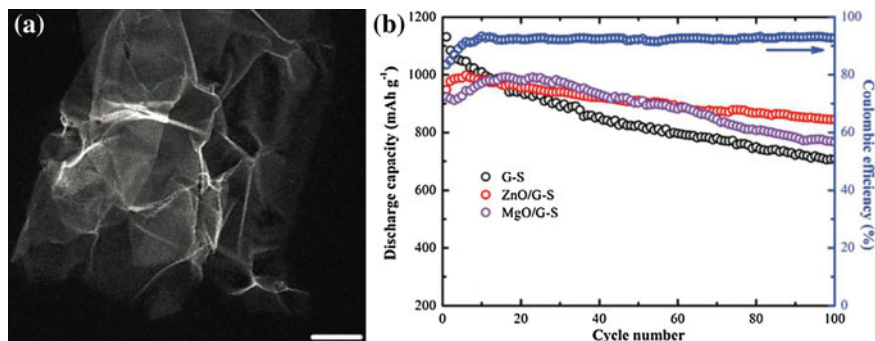 (a)
(b)
1200
1000
800
600
400
200
Discharge capacity (mAh g⁻¹)
G-S
ZnO/G-S
MgO/G-S
0
20
40
60
80
100
Cycle number
100
80
60
40
20
0
Coulombic efficiency (%)